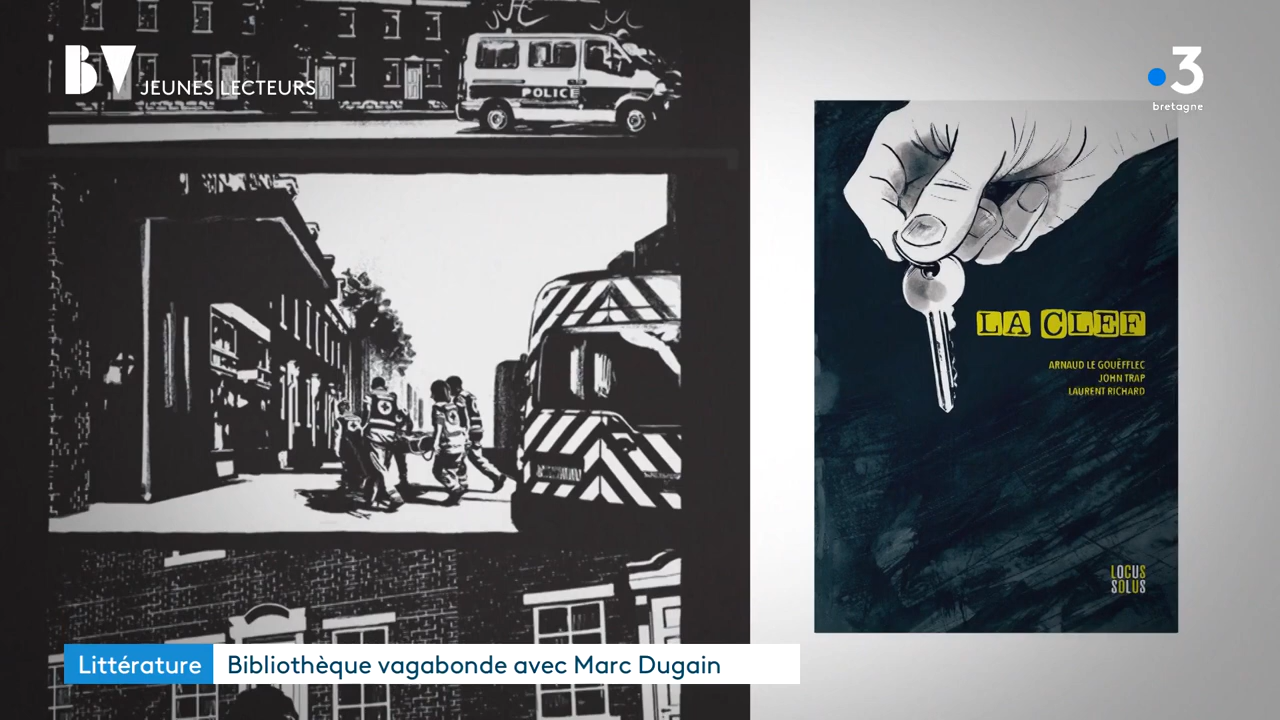 BV JEUNES LECTEURS
3
bretagne
POLICE
LA CLEF
ARNAUD LE GOUËFFLEC
JOHN TRAP
LAURENT RICHARD
LOCUS
SOLUS
Littérature Bibliothèque vagabonde avec Marc Dugain